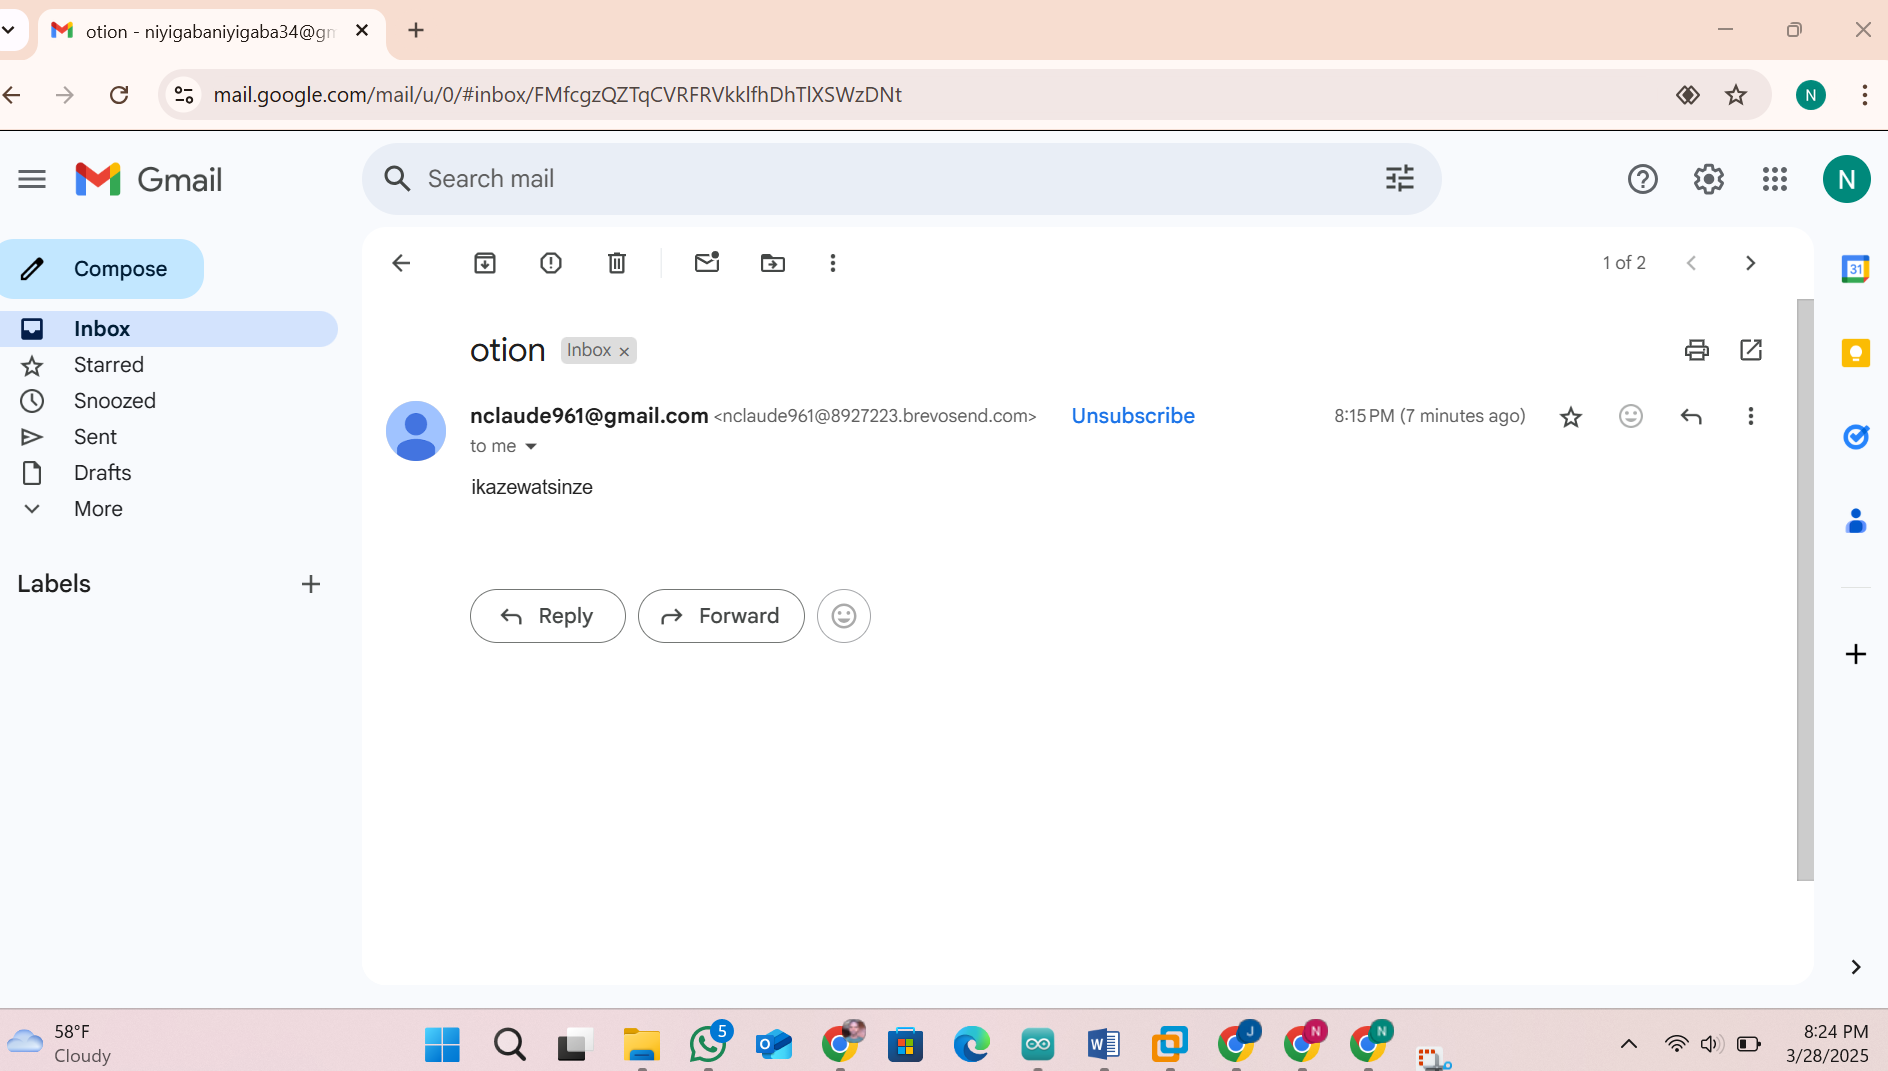 otion - niyigabaniyigaba34@gm
mail.google.com/mail/u/0/#inbox/FMfcgzQZTqCVRFRVkklfhDhTlXSWzDNt
N
Gmail
Search mail
N
Compose
1 of 2
31
Inbox
Starred
Snoozed
Sent
Drafts
More
Labels
otion Inbox ×
nclaude961@gmail.com <nclaude961@8927223.brevosend.com> Unsubscribe 8:15 PM (7 minutes ago)
to me
ikazewatsinze
Reply Forward
58°F
Cloudy
5
J
N
N
8:24 PM
3/28/2025